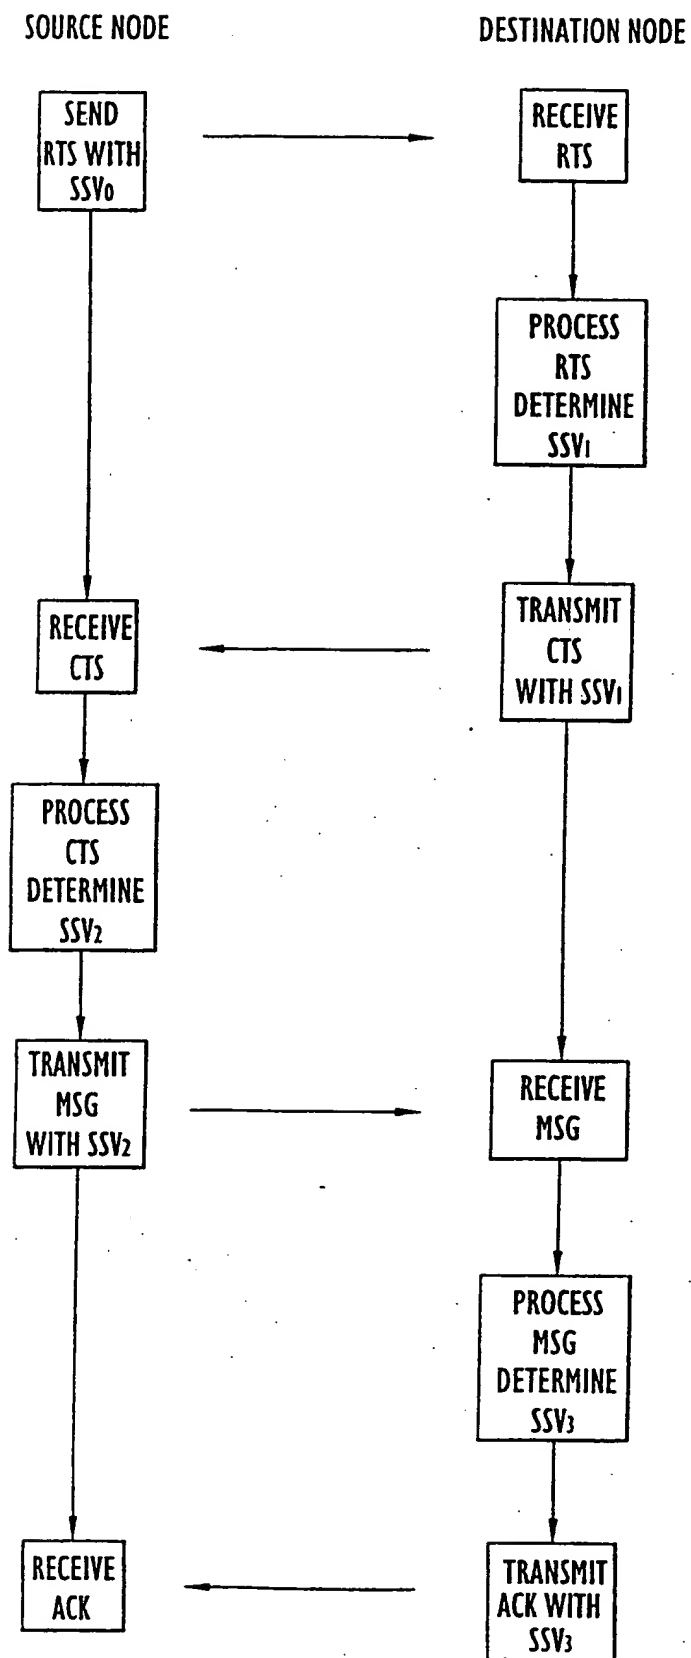 SOURCE NODE
DESTINATION NODE
SEND
RTS WITH
SSV0
RECEIVE
RTS
PROCESS
RTS
DETERMINE
SSV1
RECEIVE
CTS
TRANSMIT
CTS
WITH SSV1
PROCESS
CTS
DETERMINE
SSV2
TRANSMIT
MSG
WITH SSV2
RECEIVE
MSG
PROCESS
MSG
DETERMINE
SSV3
RECEIVE
ACK
TRANSMIT
ACK WITH
SSV3